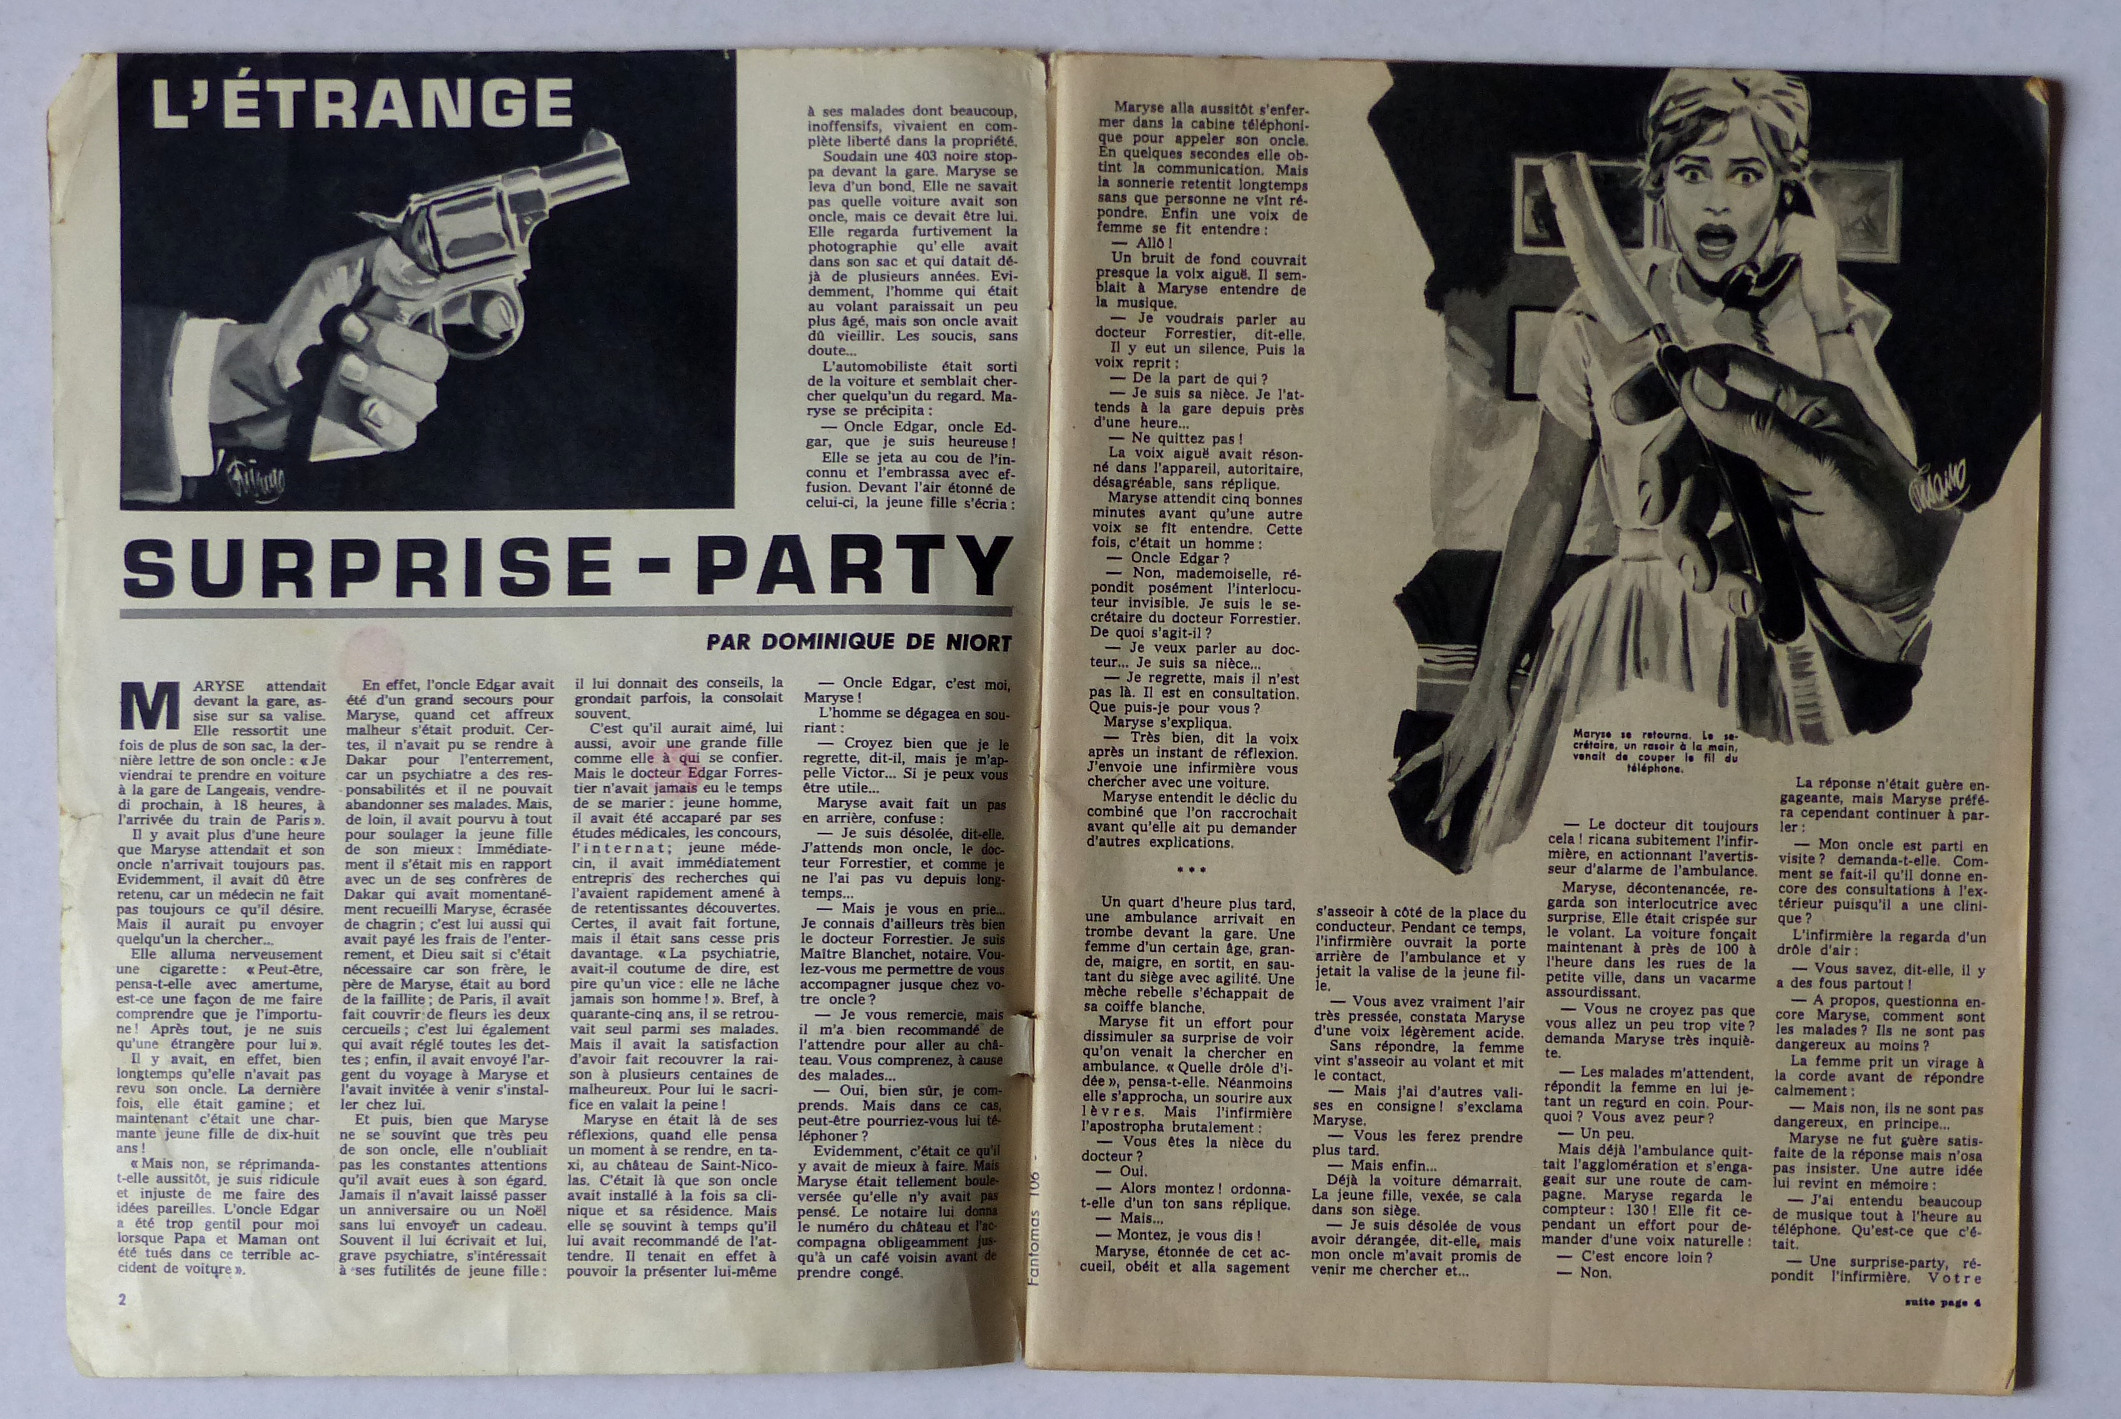 L'ÉTRANGE
SURPRISE-PARTY
PAR DOMINIQUE DE NIORT
MARYSE attendait
devant la gare, as-
sise sur sa valise.
Elle ressortit une
fois de plus de son sac, la der-
nière lettre de son oncle : « Je
viendrai te prendre en voiture
à la gare de Langeais, vendre-
di prochain, à 18 heures, à
l'arrivée du train de Paris ».
Il y avait plus d'une heure
que Maryse attendait et son
oncle n'arrivait toujours pas.
Evidemment, il avait dû être
retenu, car un médecin ne fait
pas toujours ce qu'il désire.
Mais il aurait pu envoyer
quelqu'un la chercher...
Elle alluma nerveusement
une cigarette : « Peut-être,
pensa-t-elle avec amertume,
est-ce une façon de me faire
comprendre que je l'importu-
ne ! Après tout, je ne suis
qu'une étrangère pour lui ».
Il y avait, en effet, bien
longtemps qu'elle n'avait pas
revu son oncle. La dernière
fois, elle était gamine ; et
maintenant c'était une char-
mante jeune fille de dix-huit
ans !
« Mais non, se réprimanda-
t-elle aussitôt, je suis ridicule
et injuste de me faire des
idées pareilles. L'oncle Edgar
a été trop gentil pour moi
lorsque Papa et Maman ont
été tués dans ce terrible ac-
cident de voiture ».
En effet, l'oncle Edgar avait
été d'un grand secours pour
Maryse, quand cet affreux
malheur s'était produit. Cer-
tes, il n'avait pu se rendre à
Dakar pour l'enterrement,
car un psychiatre a des res-
ponsabilités et il ne pouvait
abandonner ses malades. Mais,
de loin, il avait pourvu à tout
pour soulager la jeune fille
de son mieux : Immédiate-
ment il s'était mis en rapport
avec un de ses confrères de
Dakar qui avait momentané-
ment recueilli Maryse, écrasée
de chagrin ; c'est lui aussi qui
avait payé les frais de l'enter-
rement, et Dieu sait si c'était
nécessaire car son frère, le
père de Maryse, était au bord
de la faillite ; de Paris, il avait
fait couvrir de fleurs les deux
cercueils ; c'est lui également
qui avait réglé toutes les det-
tes ; enfin, il avait envoyé l'ar-
gent du voyage à Maryse et
l'avait invitée à venir s'instal-
ler chez lui.
Et puis, bien que Maryse
ne se souvînt que très peu
de son oncle, elle n'oubliait
pas les constantes attentions
qu'il avait eues à son égard.
Jamais il n'avait laissé passer
un anniversaire ou un Noël
sans lui envoyer un cadeau.
Souvent il lui écrivait et lui,
grave psychiatre, s'intéressait
à ses futilités de jeune fille :
il lui donnait des conseils, la
grondait parfois, la consolait
souvent.
C'est qu'il aurait aimé, lui
aussi, avoir une grande fille
comme elle à qui se confier.
Mais le docteur Edgar Forres-
tier n'avait jamais eu le temps
de se marier : jeune homme,
il avait été accaparé par ses
études médicales, les concours,
l'internat ; jeune méde-
cin, il avait immédiatement
entrepris des recherches qui
l'avaient rapidement amené à
de retentissantes découvertes.
Certes, il avait fait fortune,
mais il était sans cesse pris
davantage. « La psychiatrie,
avait-il coutume de dire, est
pire qu'un vice : elle ne lâche
jamais son homme ! ». Bref, à
quarante-cinq ans, il se retrou-
vait seul parmi ses malades.
Mais il avait la satisfaction
d'avoir fait recouvrer la rai-
son à plusieurs centaines de
malheureux. Pour lui le sacri-
fice en valait la peine !
Maryse en était là de ses
réflexions, quand elle pensa
un moment à se rendre, en ta-
xi, au château de Saint-Nico-
las. C'était là que son oncle
avait installé à la fois sa cli-
nique et sa résidence. Mais
elle se souvint à temps qu'il
lui avait recommandé de l'at-
tendre. Il tenait en effet à
pouvoir la présenter lui-même
à ses malades dont beaucoup,
inoffensifs, vivaient en com-
plète liberté dans la propriété.
Soudain une 403 noire stop-
pa devant la gare. Maryse se
leva d'un bond. Elle ne savait
pas quelle voiture avait son
oncle, mais ce devait être lui.
Elle regarda furtivement la
photographie qu'elle avait
dans son sac et qui datait dé-
jà de plusieurs années. Evi-
demment, l'homme qui était
au volant paraissait un peu
plus âgé, mais son oncle avait
dû vieillir. Les soucis, sans
doute...
L'automobiliste était sorti
de la voiture et semblait cher-
cher quelqu'un du regard. Ma-
ryse se précipita :
— Oncle Edgar, oncle Ed-
gar, que je suis heureuse !
Elle se jeta au cou de l'in-
connu et l'embrassa avec ef-
fusion. Devant l'air étonné de
celui-ci, la jeune fille s'écria :
— Oncle Edgar, c'est moi,
Maryse !
L'homme se dégagea en sou-
riant :
— Croyez bien que je le
regrette, dit-il, mais je m'ap-
pelle Victor... Si je peux vous
être utile...
Maryse avait fait un pas
en arrière, confuse :
— Je suis désolée, dit-elle.
J'attends mon oncle, le doc-
teur Forrestier, et comme je
ne l'ai pas vu depuis long-
temps...
— Mais je vous en prie...
Je connais d'ailleurs très bien
le docteur Forrestier. Je suis
Maître Blanchet, notaire. Vou-
lez-vous me permettre de vous
accompagner jusque chez vo-
tre oncle ?
— Je vous remercie, mais
il m'a bien recommandé de
l'attendre pour aller au châ-
teau. Vous comprenez, à cause
des malades...
— Oui, bien sûr, je com-
prends. Mais dans ce cas,
peut-être pourriez-vous lui té-
léphoner ?
Evidemment, c'était ce qu'il
y avait de mieux à faire. Mais
Maryse était tellement boule-
versée qu'elle n'y avait pas
pensé. Le notaire lui donna
le numéro du château et l'ac-
compagna obligeamment jus-
qu'à un café voisin avant de
prendre congé.
2
Fantomas 106 -
Maryse alla aussitôt s'enfer-
mer dans la cabine téléphoni-
que pour appeler son oncle.
En quelques secondes elle ob-
tint la communication. Mais
la sonnerie retentit longtemps
sans que personne ne vînt ré-
pondre. Enfin une voix de
femme se fit entendre :
— Allô !
Un bruit de fond couvrait
presque la voix aiguë. Il sem-
blait à Maryse entendre de
la musique.
— Je voudrais parler au
docteur Forrestier, dit-elle.
Il y eut un silence. Puis la
voix reprit :
— De la part de qui ?
— Je suis sa nièce. Je l'at-
tends à la gare depuis près
d'une heure...
— Ne quittez pas !
La voix aiguë avait réson-
né dans l'appareil, autoritaire,
désagréable, sans réplique.
Maryse attendit cinq bonnes
minutes avant qu'une autre
voix se fît entendre. Cette
fois, c'était un homme :
— Oncle Edgar ?
— Non, mademoiselle, ré-
pondit posément l'interlocu-
teur invisible. Je suis le se-
crétaire du docteur Forrestier.
De quoi s'agit-il ?
— Je veux parler au doc-
teur... Je suis sa nièce...
— Je regrette, mais il n'est
pas là. Il est en consultation.
Que puis-je pour vous ?
Maryse s'expliqua.
— Très bien, dit la voix
après un instant de réflexion.
J'envoie une infirmière vous
chercher avec une voiture.
Maryse entendit le déclic du
combiné que l'on raccrochait
avant qu'elle ait pu demander
d'autres explications.
* * *
Un quart d'heure plus tard,
une ambulance arrivait en
trombe devant la gare. Une
femme d'un certain âge, gran-
de, maigre, en sortit, en sau-
tant du siège avec agilité. Une
mèche rebelle s'échappait de
sa coiffe blanche.
Maryse fit un effort pour
dissimuler sa surprise de voir
qu'on venait la chercher en
ambulance. « Quelle drôle d'i-
dée », pensa-t-elle. Néanmoins
elle s'approcha, un sourire aux
lèvres. Mais l'infirmière
l'apostropha brutalement :
— Vous êtes la nièce du
docteur ?
— Oui.
— Alors montez ! ordonna-
t-elle d'un ton sans réplique.
— Mais...
— Montez, je vous dis !
Maryse, étonnée de cet ac-
cueil, obéit et alla sagement
s'asseoir à côté de la place du
conducteur. Pendant ce temps,
l'infirmière ouvrait la porte
arrière de l'ambulance et y
jetait la valise de la jeune fil-
le.
— Vous avez vraiment l'air
très pressée, constata Maryse
d'une voix légèrement acide.
Sans répondre, la femme
vint s'asseoir au volant et mit
le contact.
— Mais j'ai d'autres vali-
ses en consigne ! s'exclama
Maryse.
— Vous les ferez prendre
plus tard.
— Mais enfin...
Déjà la voiture démarrait.
La jeune fille, vexée, se cala
dans son siège.
— Je suis désolée de vous
avoir dérangée, dit-elle, mais
mon oncle m'avait promis de
venir me chercher et...
Maryse se retourna. Le se-
crétaire, un rasoir à la main,
venait de couper le fil du
téléphone.
— Le docteur dit toujours
cela ! ricana subitement l'infir-
mière, en actionnant l'avertis-
seur d'alarme de l'ambulance.
Maryse, décontenancée, re-
garda son interlocutrice avec
surprise. Elle était crispée sur
le volant. La voiture fonçait
maintenant à près de 100 à
l'heure dans les rues de la
petite ville, dans un vacarme
assourdissant.
— Vous ne croyez pas que
vous allez un peu trop vite ?
demanda Maryse très inquiè-
te.
— Les malades m'attendent,
répondit la femme en lui je-
tant un regard en coin. Pour-
quoi ? Vous avez peur ?
— Un peu.
Mais déjà l'ambulance quit-
tait l'agglomération et s'enga-
geait sur une route de cam-
pagne. Maryse regarda le
compteur : 130 ! Elle fit ce-
pendant un effort pour de-
mander d'une voix naturelle :
— C'est encore loin ?
— Non.
La réponse n'était guère en-
gageante, mais Maryse préfé-
ra cependant continuer à par-
ler :
— Mon oncle est parti en
visite ? demanda-t-elle. Com-
ment se fait-il qu'il donne en-
core des consultations à l'ex-
térieur puisqu'il a une clini-
que ?
L'infirmière la regarda d'un
drôle d'air :
— Vous savez, dit-elle, il y
a des fous partout !
— A propos, questionna en-
core Maryse, comment sont
les malades ? Ils ne sont pas
dangereux au moins ?
La femme prit un virage à
la corde avant de répondre
calmement :
— Mais non, ils ne sont pas
dangereux, en principe...
Maryse ne fut guère satis-
faite de la réponse mais n'osa
pas insister. Une autre idée
lui revint en mémoire :
— J'ai entendu beaucoup
de musique tout à l'heure au
téléphone. Qu'est-ce que c'é-
tait.
— Une surprise-party, ré-
pondit l'infirmière. Votre
suite page 4